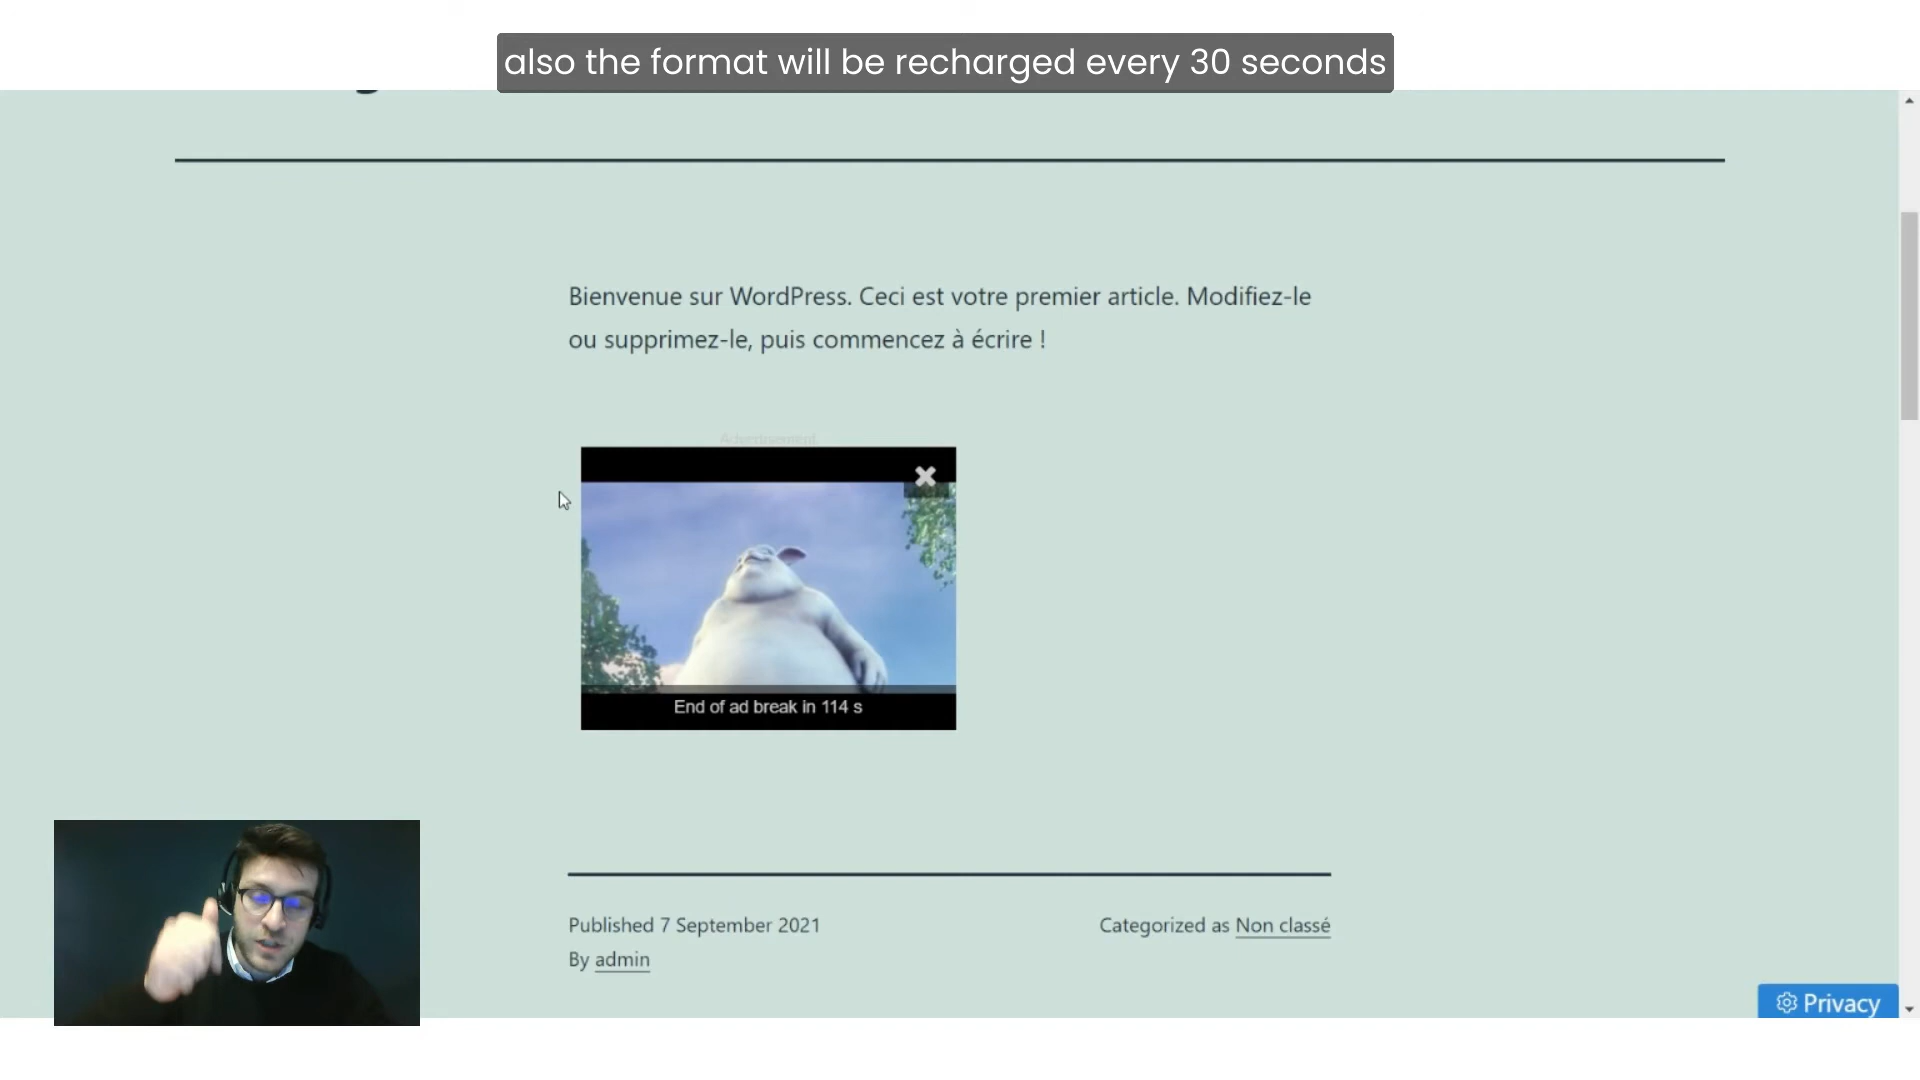 also the format will be recharged every 30 seconds
Bienvenue sur WordPress. Ceci est votre premier article. Modifiez-le
ou supprimez-le, puis commencez à écrire !
Advertisement
End of ad break in 114 s
Published 7 September 2021
Categorized as Non classé
By admin
Privacy